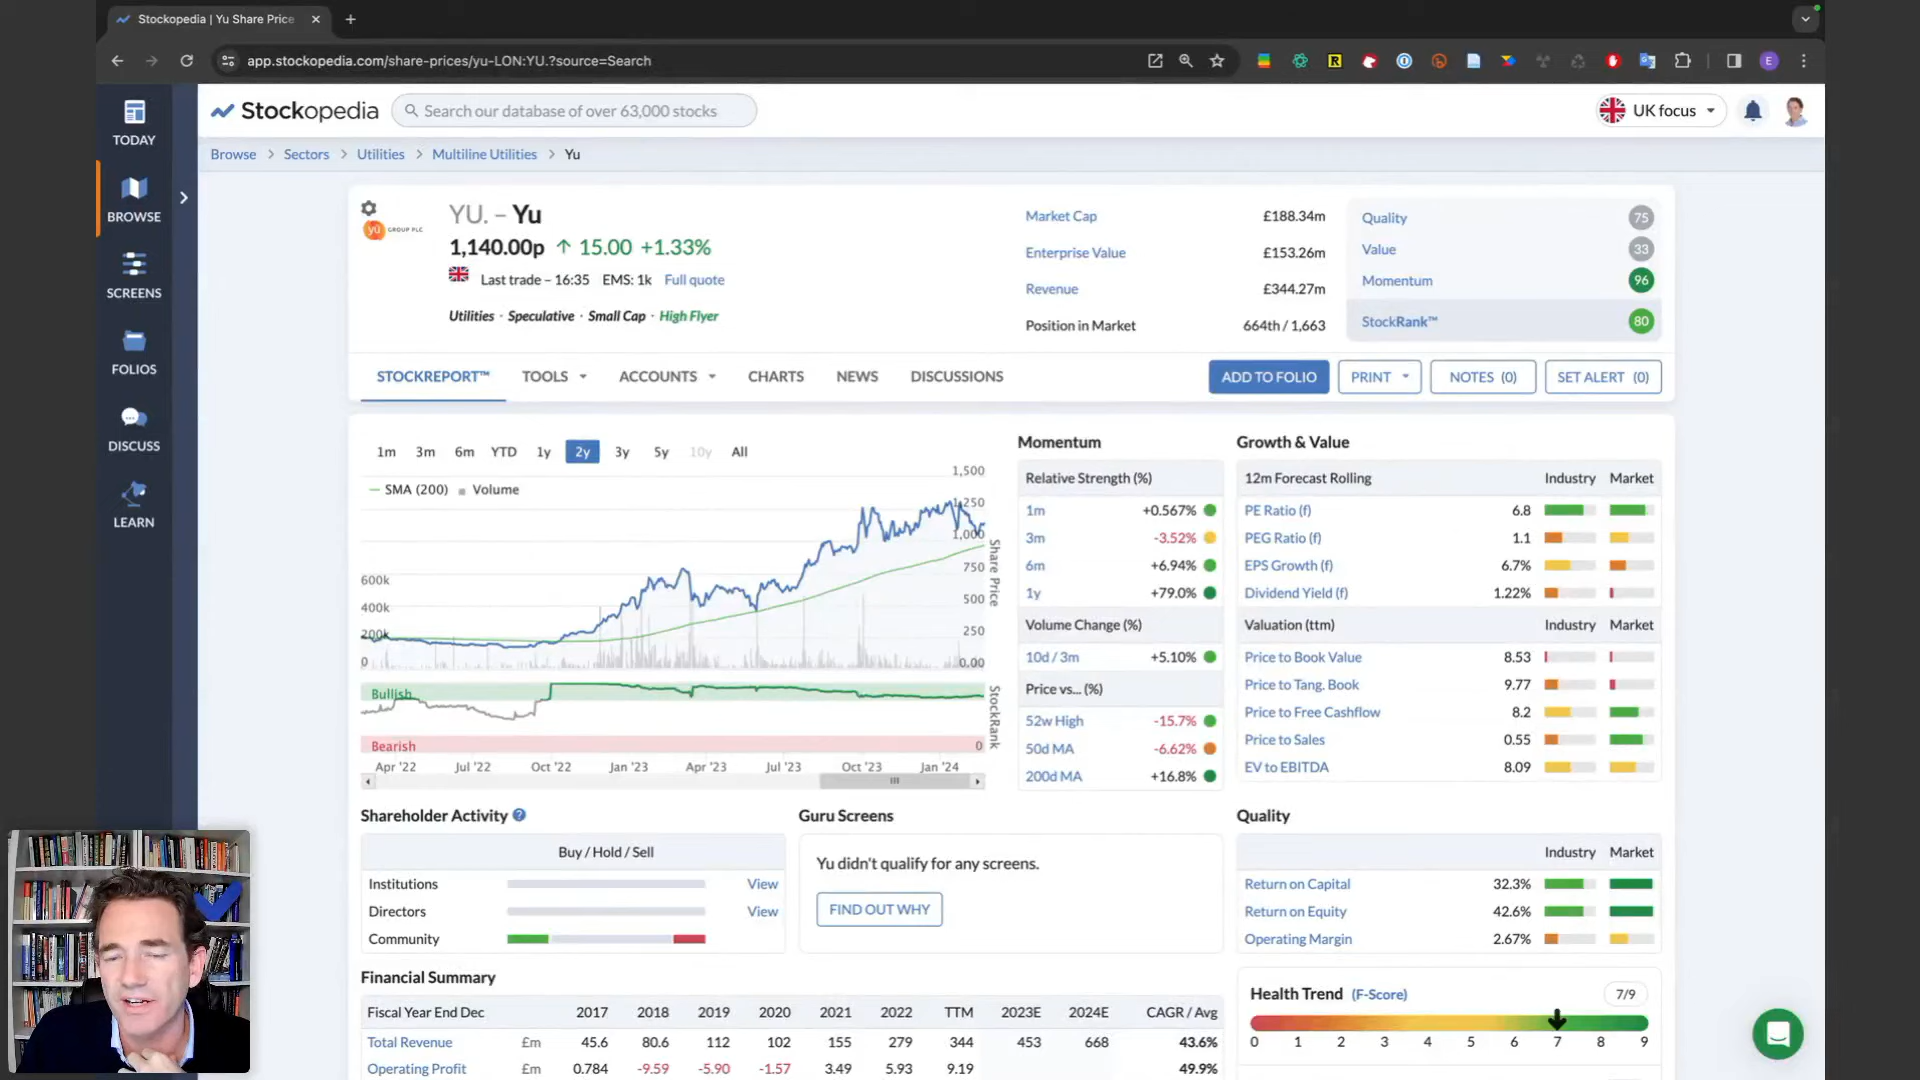 Stockopedia | Yu Share Price
app.stockopedia.com/share-prices/yu-LON:YU.?source=Search
Stockopedia
Search our database of over 63,000 stocks
UK focus
TODAY
BROWSE
SCREENS
FOLIOS
DISCUSS
LEARN
Browse > Sectors > Utilities > Multiline Utilities > Yu
yü GROUP PLC
YU. – Yu
1,140.00p ↑ 15.00 +1.33%
Last trade – 16:35 EMS: 1k Full quote
Utilities · Speculative · Small Cap · High Flyer
Market Cap £188.34m
Enterprise Value £153.26m
Revenue £344.27m
Position in Market 664th / 1,663
Quality 75
Value 33
Momentum 96
StockRank™ 80
STOCKREPORT™ TOOLS ACCOUNTS CHARTS NEWS DISCUSSIONS
ADD TO FOLIO PRINT NOTES (0) SET ALERT (0)
1m 3m 6m YTD 1y 2y 3y 5y 10y All
SMA (200) Volume
1,500
1,250
1,000
750
500
250
0.00
Share Price
600k
400k
200k
0
Bullish
Bearish
0
StockRank
Apr '22 Jul '22 Oct '22 Jan '23 Apr '23 Jul '23 Oct '23 Jan '24
Momentum
Relative Strength (%)
1m +0.567%
3m -3.52%
6m +6.94%
1y +79.0%
Volume Change (%)
10d / 3m +5.10%
Price vs... (%)
52w High -15.7%
50d MA -6.62%
200d MA +16.8%
Growth & Value
12m Forecast Rolling Industry Market
PE Ratio (f) 6.8
PEG Ratio (f) 1.1
EPS Growth (f) 6.7%
Dividend Yield (f) 1.22%
Valuation (ttm) Industry Market
Price to Book Value 8.53
Price to Tang. Book 9.77
Price to Free Cashflow 8.2
Price to Sales 0.55
EV to EBITDA 8.09
Shareholder Activity ?
Buy / Hold / Sell
Institutions View
Directors View
Community
Guru Screens
Yu didn't qualify for any screens.
FIND OUT WHY
Quality
Industry Market
Return on Capital 32.3%
Return on Equity 42.6%
Operating Margin 2.67%
Health Trend (F-Score) 7/9
0 1 2 3 4 5 6 7 8 9
Financial Summary
Fiscal Year End Dec 2017 2018 2019 2020 2021 2022 TTM 2023E 2024E CAGR / Avg
Total Revenue £m 45.6 80.6 112 102 155 279 344 453 668 43.6%
Operating Profit £m 0.784 -9.59 -5.90 -1.57 3.49 5.93 9.19 49.9%